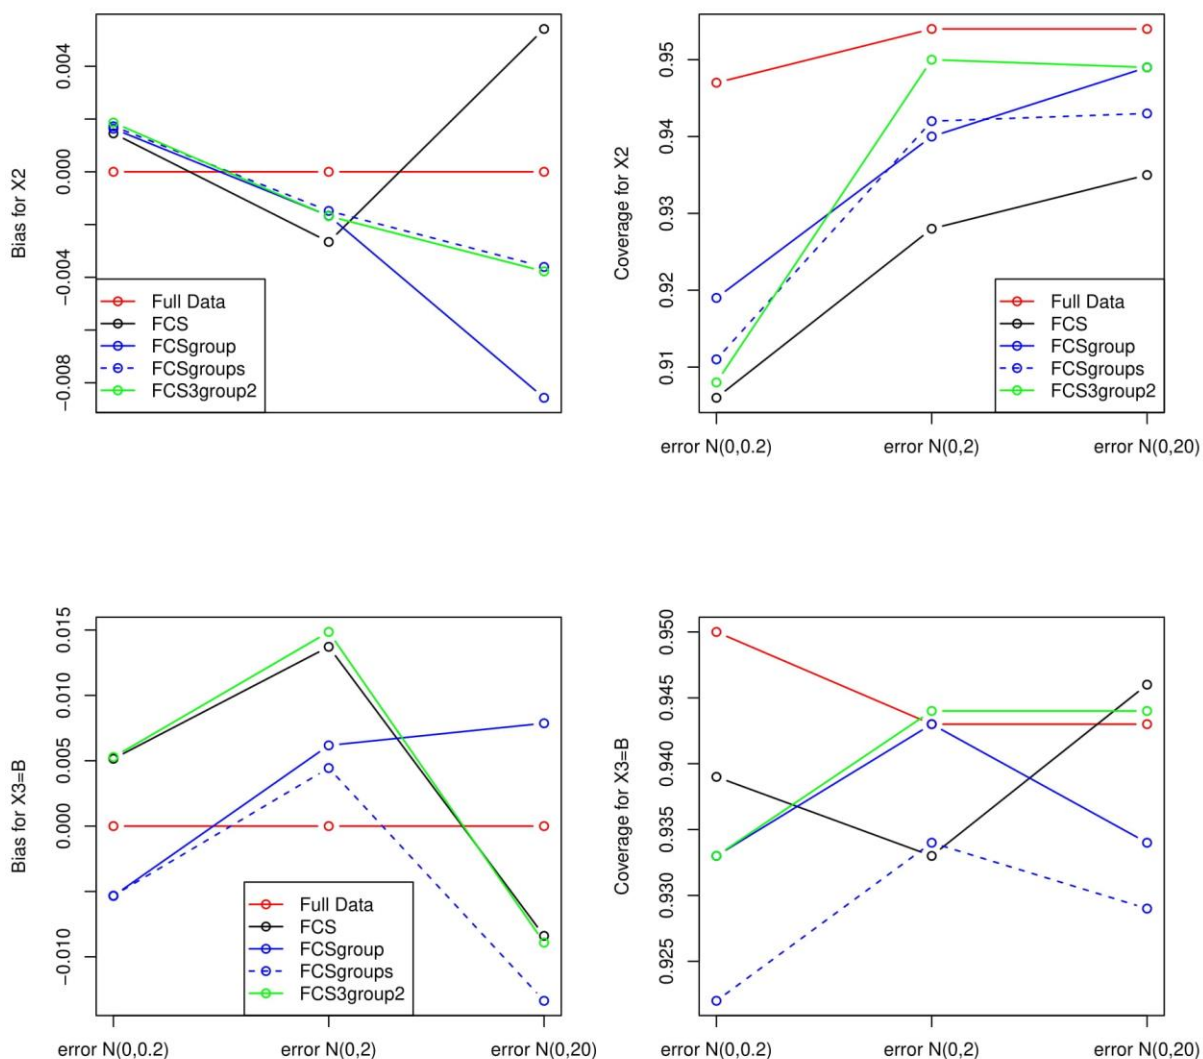 Bias for X2
0.004
0.000
−0.004
−0.008
Full Data
FCS
FCSgroup
FCSgroups
FCS3group2
Coverage for X2
0.95
0.94
0.93
0.92
0.91
Full Data
FCS
FCSgroup
FCSgroups
FCS3group2
error N(0,0.2)
error N(0,2)
error N(0,20)
Bias for X3=B
0.015
0.010
0.005
0.000
−0.010
Full Data
FCS
FCSgroup
FCSgroups
FCS3group2
error N(0,0.2)
error N(0,2)
error N(0,20)
Coverage for X3=B
0.950
0.945
0.940
0.935
0.930
0.925
error N(0,0.2)
error N(0,2)
error N(0,20)